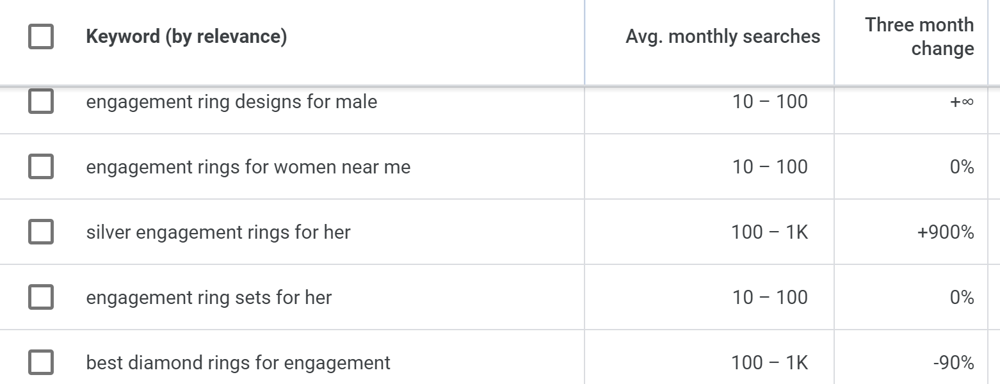 Keyword (by relevance) Avg. monthly searches Three month change
engagement ring designs for male 10 – 100 +∞
engagement rings for women near me 10 – 100 0%
silver engagement rings for her 100 – 1K +900%
engagement ring sets for her 10 – 100 0%
best diamond rings for engagement 100 – 1K -90%